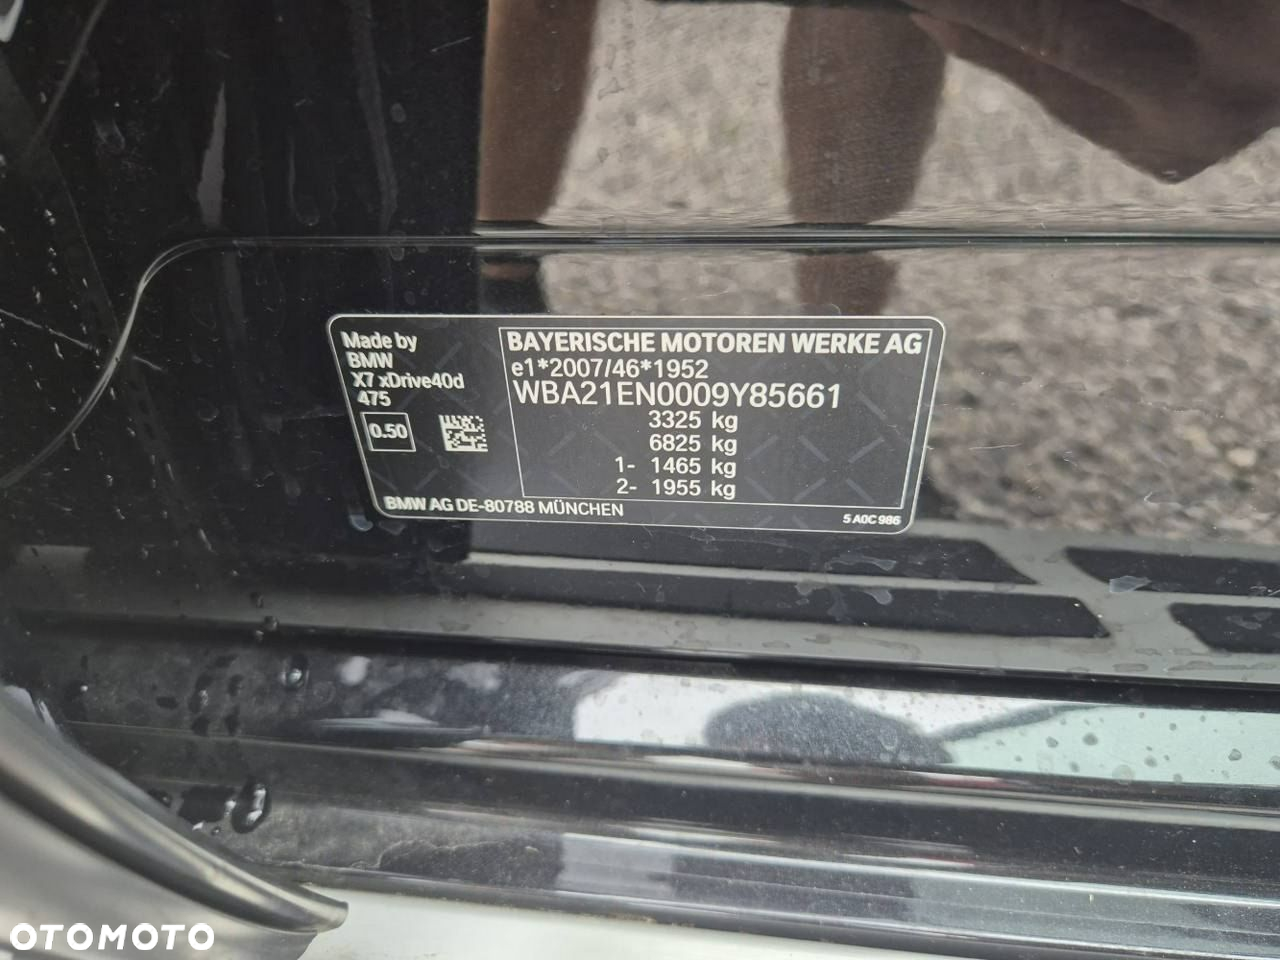 Made by
BMW
X7 xDrive40d
475
0.50
BAYERISCHE MOTOREN WERKE AG
e1*2007/46*1952
WBA21EN0009Y85661
3325 kg
6825 kg
1- 1465 kg
2- 1955 kg
BMW AG DE-80788 MÜNCHEN
5 A0C 986
OTOMOTO